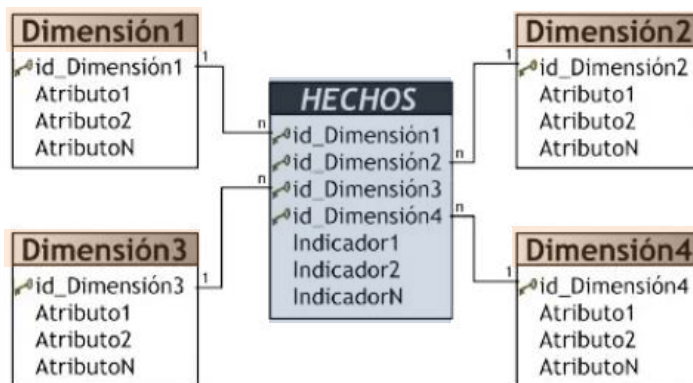 Dimensión1
1
id_Dimensión1
Atributo1
Atributo2
AtributoN
HECHOS
n
id_Dimensión1
id_Dimensión2
n
n
id_Dimensión3
id_Dimensión4
n
Indicador1
Indicador2
IndicadorN
Dimensión2
1
id_Dimensión2
Atributo1
Atributo2
AtributoN
Dimensión3
id_Dimensión3
1
Atributo1
Atributo2
AtributoN
Dimensión4
1
id_Dimensión4
Atributo1
Atributo2
AtributoN